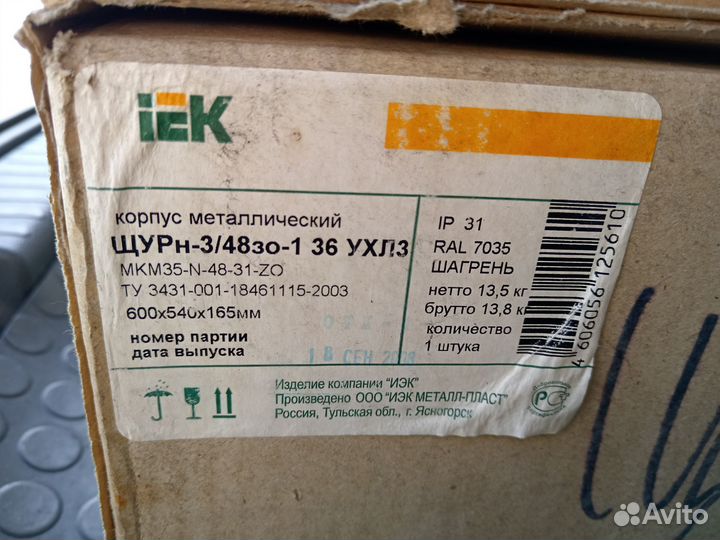 iEK
корпус металлический
ЩУРн-3/48зо-1 36 УХЛ3
MKM35-N-48-31-ZO
ТУ 3431-001-18461115-2003
600х540х165мм
номер партии
дата выпуска
18 СЕН
IP 31
RAL 7035
ШАГРЕНЬ
нетто 13,5 кг
брутто 13,8 кг
количество
1 штука
4 606056 125610
Изделие компании "ИЭК"
Произведено ООО "ИЭК МЕТАЛЛ-ПЛАСТ"
Россия, Тульская обл., г. Ясногорск
Avito